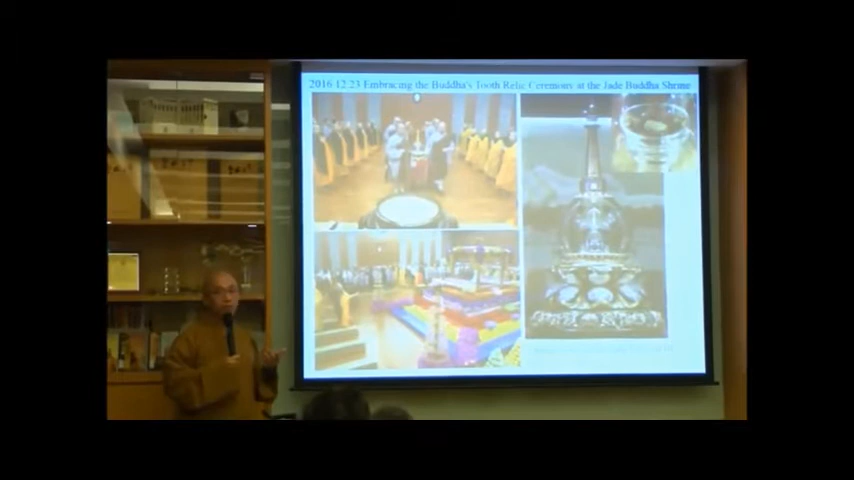 2016 12/23 Embracing the Buddha's Tooth Relic Ceremony at the Jade Buddha Shrine